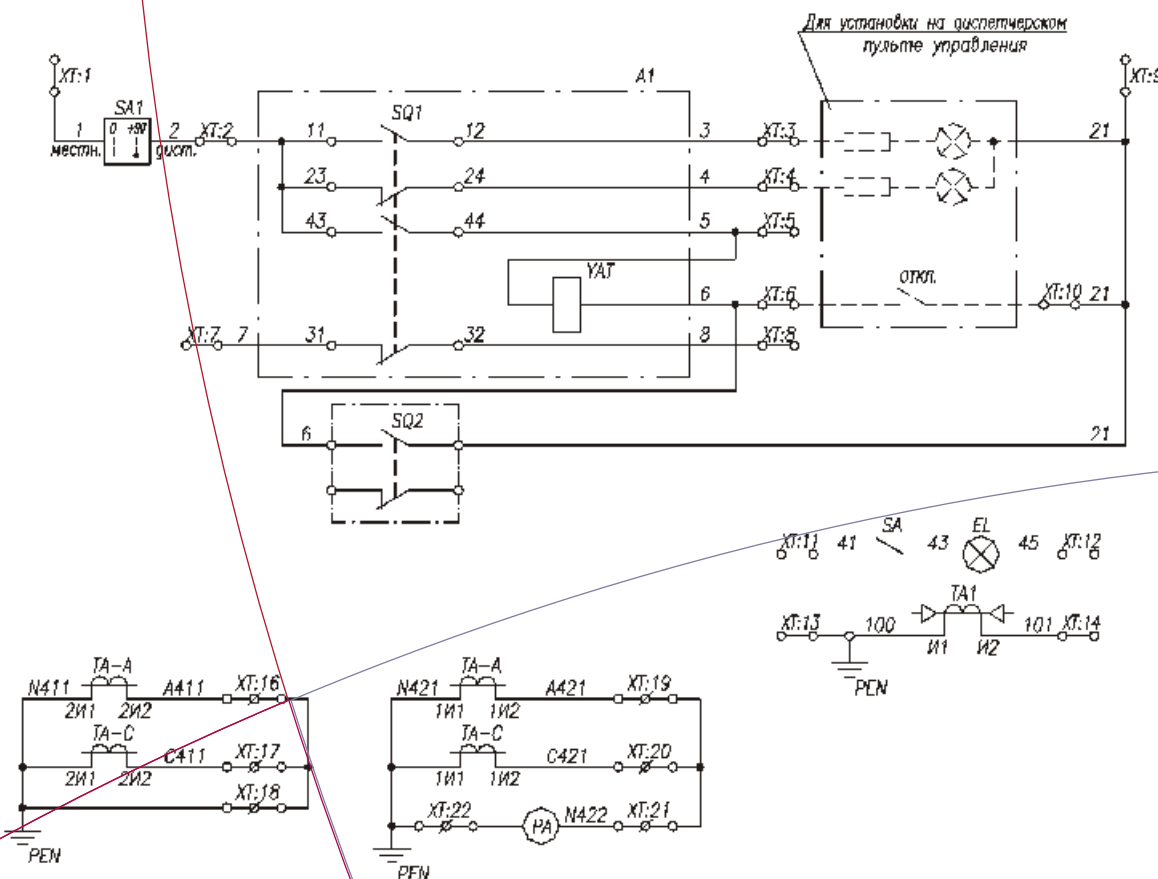 Для установки на диспетчерском
пульте управления
XT:1
A1
XT:9
SA1
SQ1
0 +90
1 2 XT:2 11 12 3 XT:3 21
местн. дист.
23 24 4 XT:4
43 44 5 XT:5
YAT
откл.
6 XT:6 XT:10 21
XT:7 7 31 32 8 XT:8
SQ2
6 21
SA EL
XT:11 41 43 45 XT:12
TA1
XT:13 100 101 XT:14
И1 И2
PEN
TA-A
N411 A411 XT:16
2И1 2И2
TA-C
C411 XT:17
2И1 2И2
XT:18
PEN
TA-A
N421 A421 XT:19
1И1 1И2
TA-C
C421 XT:20
1И1 1И2
XT:22 PA N422 XT:21
PEN